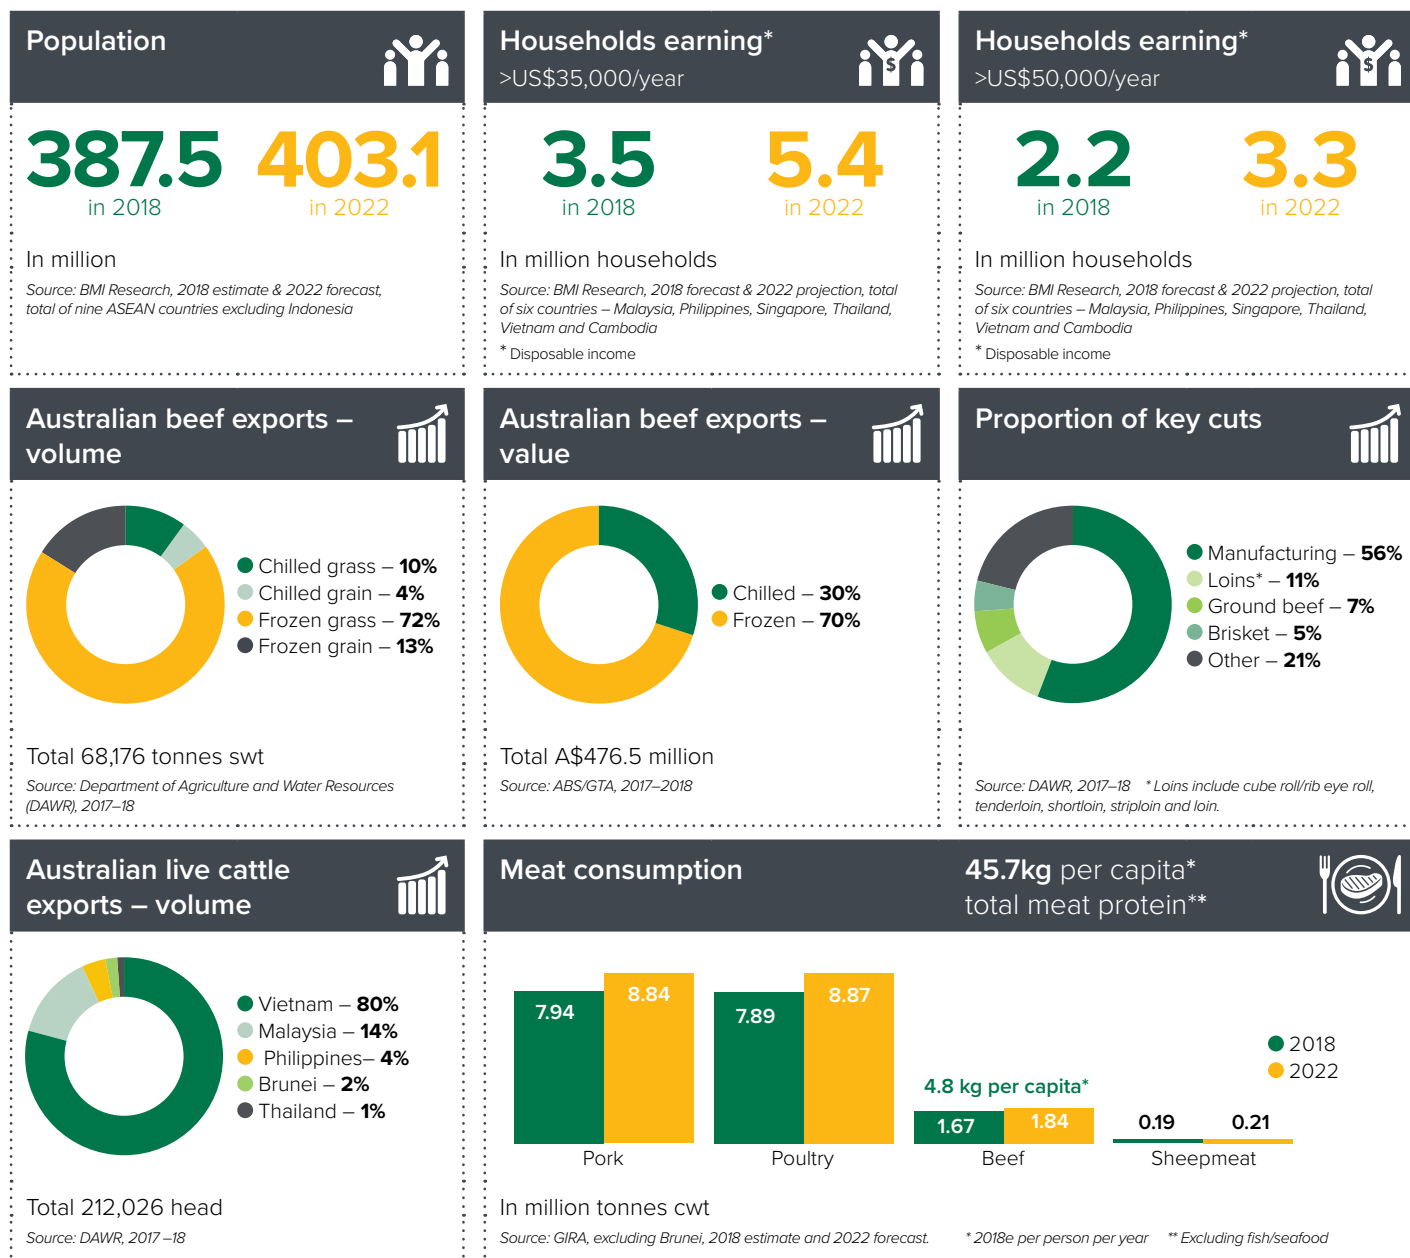 Population
387.5
in 2018
403.1
in 2022
In million
Source: BMI Research, 2018 estimate & 2022 forecast,
total of nine ASEAN countries excluding Indonesia
Households earning*
>US$35,000/year
$
3.5
in 2018
5.4
in 2022
In million households
Source: BMI Research, 2018 forecast & 2022 projection, total
of six countries – Malaysia, Philippines, Singapore, Thailand,
Vietnam and Cambodia
* Disposable income
Households earning*
>US$50,000/year
$
2.2
in 2018
3.3
in 2022
In million households
Source: BMI Research, 2018 forecast & 2022 projection, total
of six countries – Malaysia, Philippines, Singapore, Thailand,
Vietnam and Cambodia
* Disposable income
Australian beef exports –
volume
Chilled grass – 10%
Chilled grain – 4%
Frozen grass – 72%
Frozen grain – 13%
Total 68,176 tonnes swt
Source: Department of Agriculture and Water Resources
(DAWR), 2017–18
Australian beef exports –
value
Chilled – 30%
Frozen – 70%
Total A$476.5 million
Source: ABS/GTA, 2017–2018
Proportion of key cuts
Manufacturing – 56%
Loins* – 11%
Ground beef – 7%
Brisket – 5%
Other – 21%
Source: DAWR, 2017–18 * Loins include cube roll/rib eye roll,
tenderloin, shortloin, striploin and loin.
Australian live cattle
exports – volume
Vietnam – 80%
Malaysia – 14%
Philippines– 4%
Brunei – 2%
Thailand – 1%
Total 212,026 head
Source: DAWR, 2017 –18
Meat consumption
45.7kg per capita*
total meat protein**
7.94
8.84
7.89
8.87
4.8 kg per capita*
1.67
1.84
0.19
0.21
2018
2022
Pork
Poultry
Beef
Sheepmeat
In million tonnes cwt
Source: GIRA, excluding Brunei, 2018 estimate and 2022 forecast. * 2018e per person per year ** Excluding fish/seafood